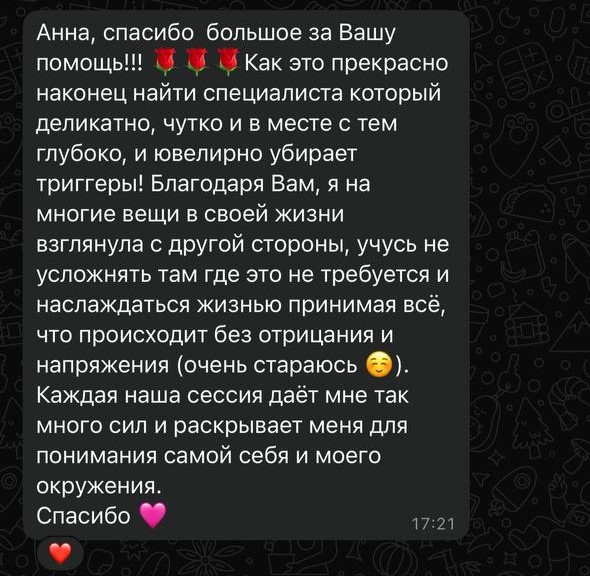 Анна, спасибо  большое за Вашу
помощь!!! 🌹🌹🌹Как это прекрасно
наконец найти специалиста который
деликатно, чутко и в месте с тем
глубоко, и ювелирно убирает
триггеры! Благодаря Вам, я на
многие вещи в своей жизни
взглянула с другой стороны, учусь не
усложнять там где это не требуется и
наслаждаться жизнью принимая всё,
что происходит без отрицания и
напряжения (очень стараюсь ☺️).
Каждая наша сессия даёт мне так
много сил и раскрывает меня для
понимания самой себя и моего
окружения.
Спасибо 🩷
17:21
❤️